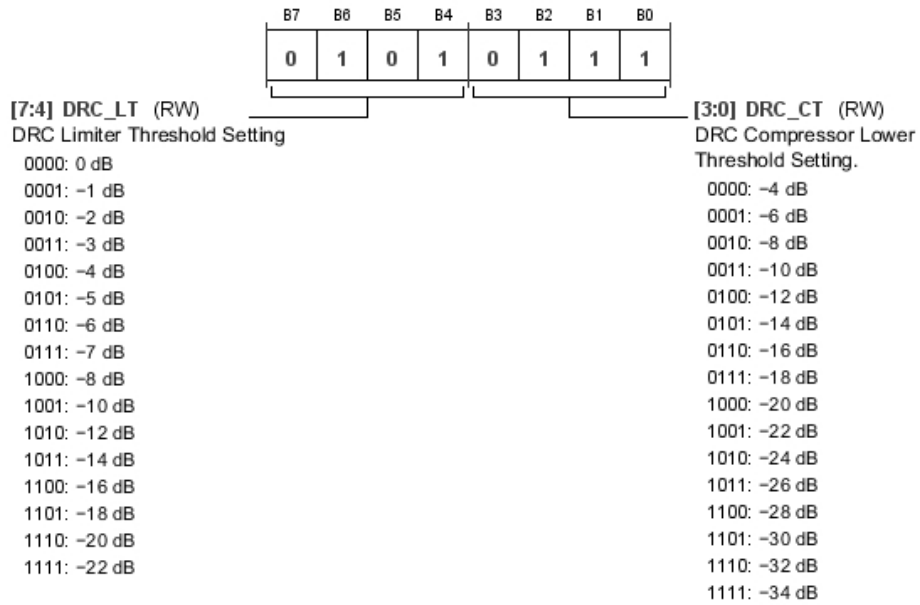 B7 B6 B5 B4 B3 B2 B1 B0
0 1 0 1 0 1 1 1
[7:4] DRC_LT (RW)
DRC Limiter Threshold Setting
0000: 0 dB
0001: −1 dB
0010: −2 dB
0011: −3 dB
0100: −4 dB
0101: −5 dB
0110: −6 dB
0111: −7 dB
1000: −8 dB
1001: −10 dB
1010: −12 dB
1011: −14 dB
1100: −16 dB
1101: −18 dB
1110: −20 dB
1111: −22 dB
[3:0] DRC_CT (RW)
DRC Compressor Lower
Threshold Setting.
0000: −4 dB
0001: −6 dB
0010: −8 dB
0011: −10 dB
0100: −12 dB
0101: −14 dB
0110: −16 dB
0111: −18 dB
1000: −20 dB
1001: −22 dB
1010: −24 dB
1011: −26 dB
1100: −28 dB
1101: −30 dB
1110: −32 dB
1111: −34 dB